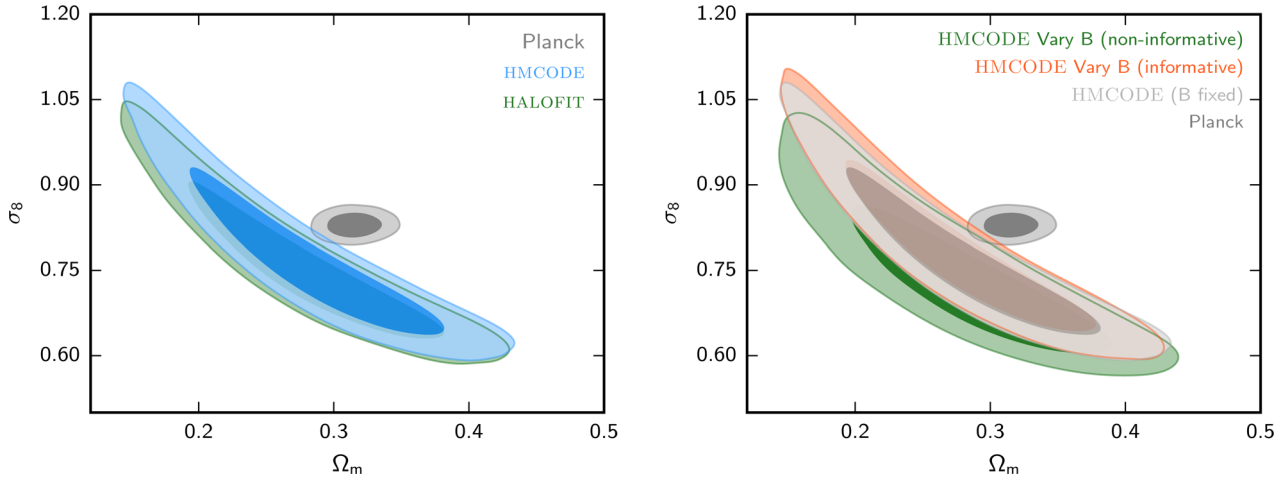 1.20
1.05
0.90
0.75
0.60
σ8
0.2
0.3
0.4
0.5
Ωm
Planck
HMCODE
HALOFIT
1.20
1.05
0.90
0.75
0.60
σ8
0.2
0.3
0.4
0.5
Ωm
HMCODE Vary B (non-informative)
HMCODE Vary B (informative)
HMCODE (B fixed)
Planck